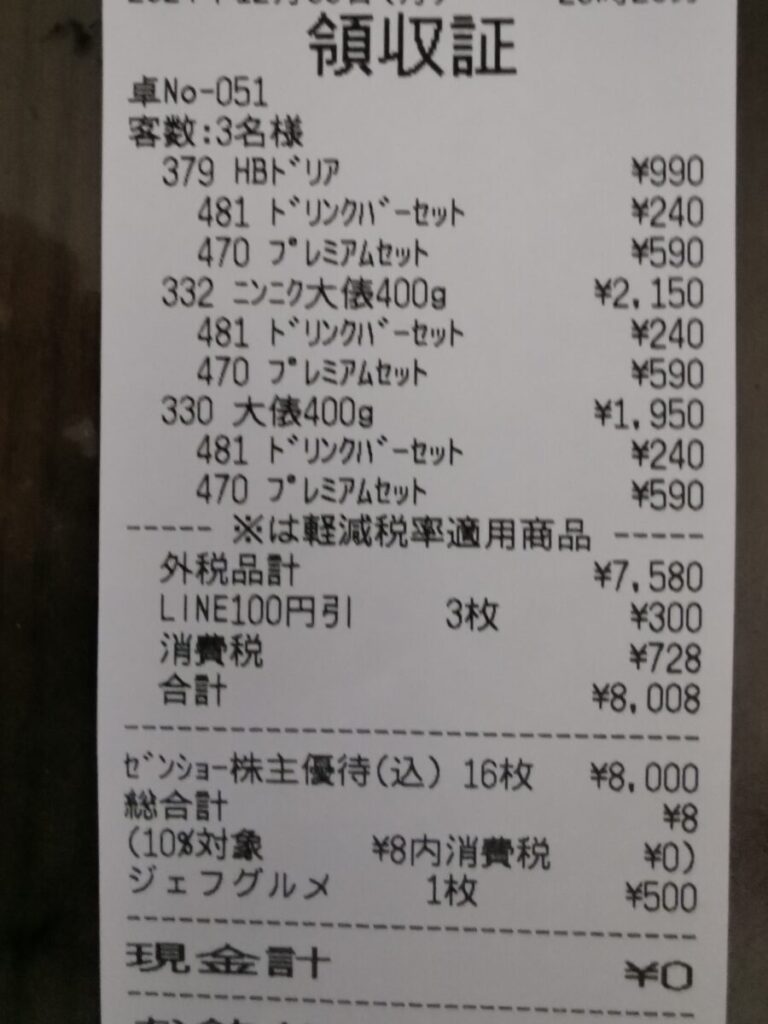 領収証
卓No-051
客数:3名様
379 HBﾄﾞﾘｱ ¥990
481 ﾄﾞﾘﾝｸﾊﾞｰｾｯﾄ ¥240
470 ﾌﾟﾚﾐｱﾑｾｯﾄ ¥590
332 ﾆﾝﾆｸ大俵400g ¥2,150
481 ﾄﾞﾘﾝｸﾊﾞｰｾｯﾄ ¥240
470 ﾌﾟﾚﾐｱﾑｾｯﾄ ¥590
330 大俵400g ¥1,950
481 ﾄﾞﾘﾝｸﾊﾞｰｾｯﾄ ¥240
470 ﾌﾟﾚﾐｱﾑｾｯﾄ ¥590
----- ※は軽減税率適用商品 -----
外税品計 ¥7,580
LINE100円引 3枚 ¥300
消費税 ¥728
合計 ¥8,008
ｾﾞﾝｼｮｰ株主優待(込) 16枚 ¥8,000
総合計 ¥8
(10%対象 ¥8内消費税 ¥0)
ジェフグルメ 1枚 ¥500
現金計 ¥0